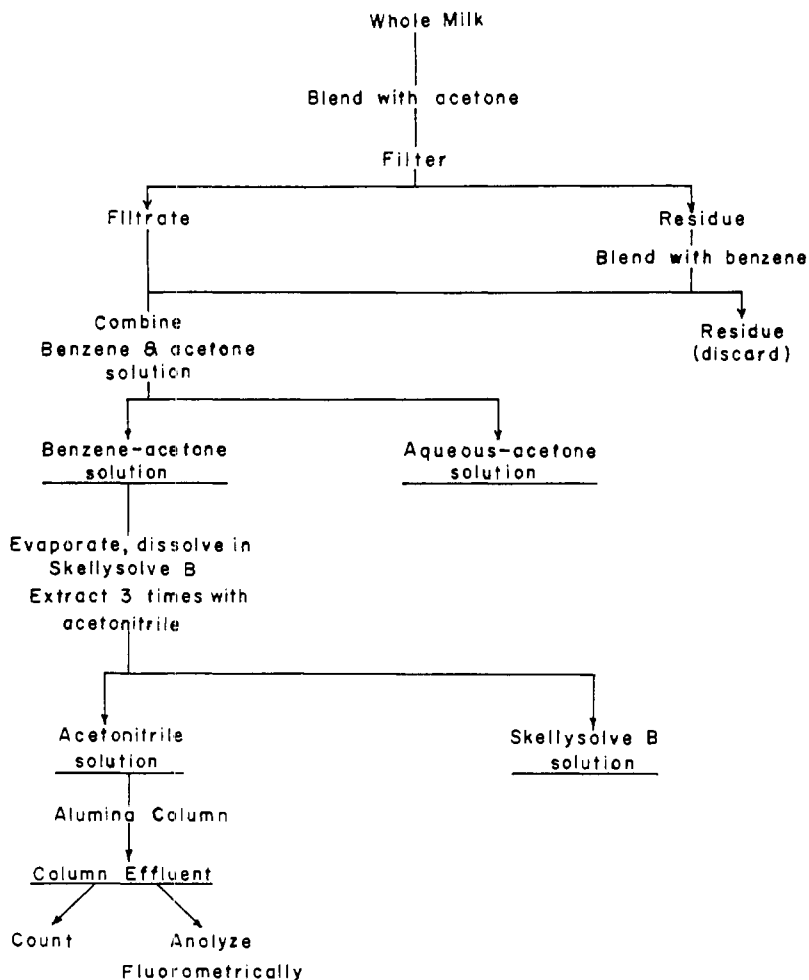 Whole Milk
Blend with acetone
Filter
Filtrate
Residue
Blend with benzene
Combine
Benzene & acetone
solution
Residue
(discard)
Benzene-acetone
solution
Aqueous-acetone
solution
Evaporate, dissolve in
Skellysolve B
Extract 3 times with
acetonitrile
Acetonitrile
solution
Skellysolve B
solution
Alumina Column
Column Effluent
Count
Analyze
Fluorometrically